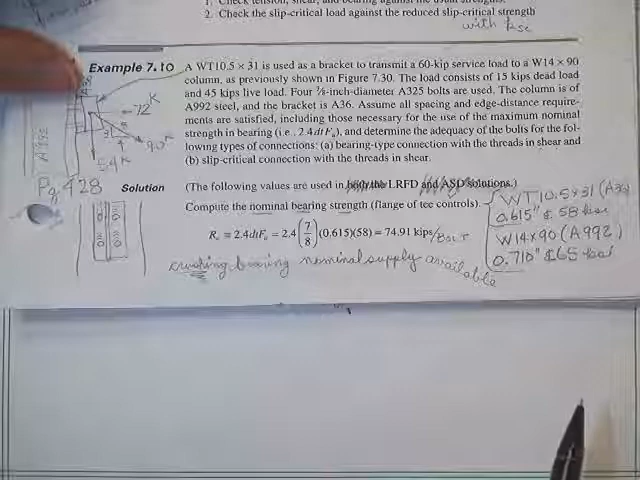 2. Check the slip-critical load against the reduced slip-critical strength
with ksc
Example 7.10 A WT10.5 × 31 is used as a bracket to transmit a 60-kip service load to a W14 × 90
column, as previously shown in Figure 7.30. The load consists of 15 kips dead load
and 45 kips live load. Four 7/8-inch-diameter A325 bolts are used. The column is of
A992 steel, and the bracket is A36. Assume all spacing and edge-distance require-
ments are satisfied, including those necessary for the use of the maximum nominal
strength in bearing (i.e., 2.4dtFu), and determine the adequacy of the bolts for the fol-
lowing types of connections: (a) bearing-type connection with the threads in shear and
(b) slip-critical connection with the threads in shear.
72K
90K
54K
A992
Pg. 428
Solution (The following values are used in LRFD and ASD solutions.)
Compute the nominal bearing strength (flange of tee controls).
Rn = 2.4dtFu = 2.4(7/8)(0.615)(58) = 74.91 kips/Bolt
WT10.5×31 (A36)
0.615" & 58 ksi
W14×90 (A992)
0.710" & 65 ksi
crushing bearing nominal supply available